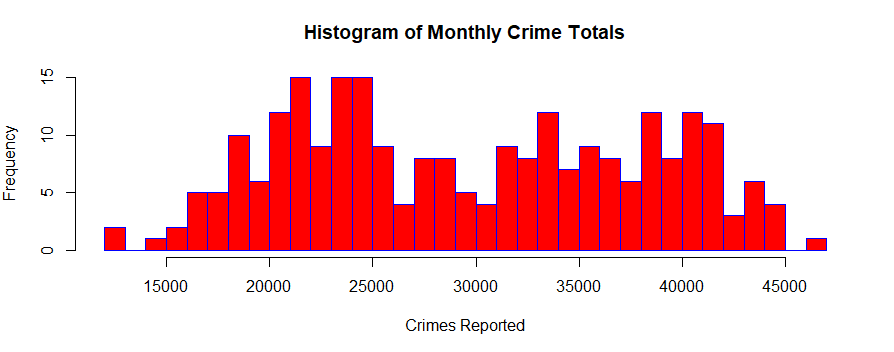 Histogram of Monthly Crime Totals
Frequency
15
10
5
0
15000 20000 25000 30000 35000 40000 45000
Crimes Reported